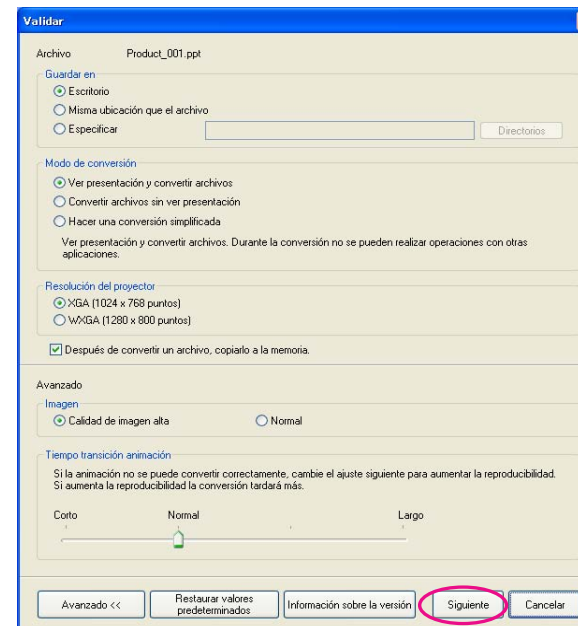 Validar
Archivo Product_001.ppt
Guardar en
Escritorio
Misma ubicación que el archivo
Especificar Directorios
Modo de conversión
Ver presentación y convertir archivos
Convertir archivos sin ver presentación
Hacer una conversión simplificada
Ver presentación y convertir archivos. Durante la conversión no se pueden realizar operaciones con otras
aplicaciones.
Resolución del proyector
XGA (1024 x 768 puntos)
WXGA (1280 x 800 puntos)
Después de convertir un archivo, copiarlo a la memoria.
Avanzado
Imagen
Calidad de imagen alta Normal
Tiempo transición animación
Si la animación no se puede convertir correctamente, cambie el ajuste siguiente para aumentar la reproducibilidad.
Si aumenta la reproducibilidad la conversión tardará más.
Corto Normal Largo
Avanzado << Restaurar valores predeterminados Información sobre la versión Siguiente Cancelar